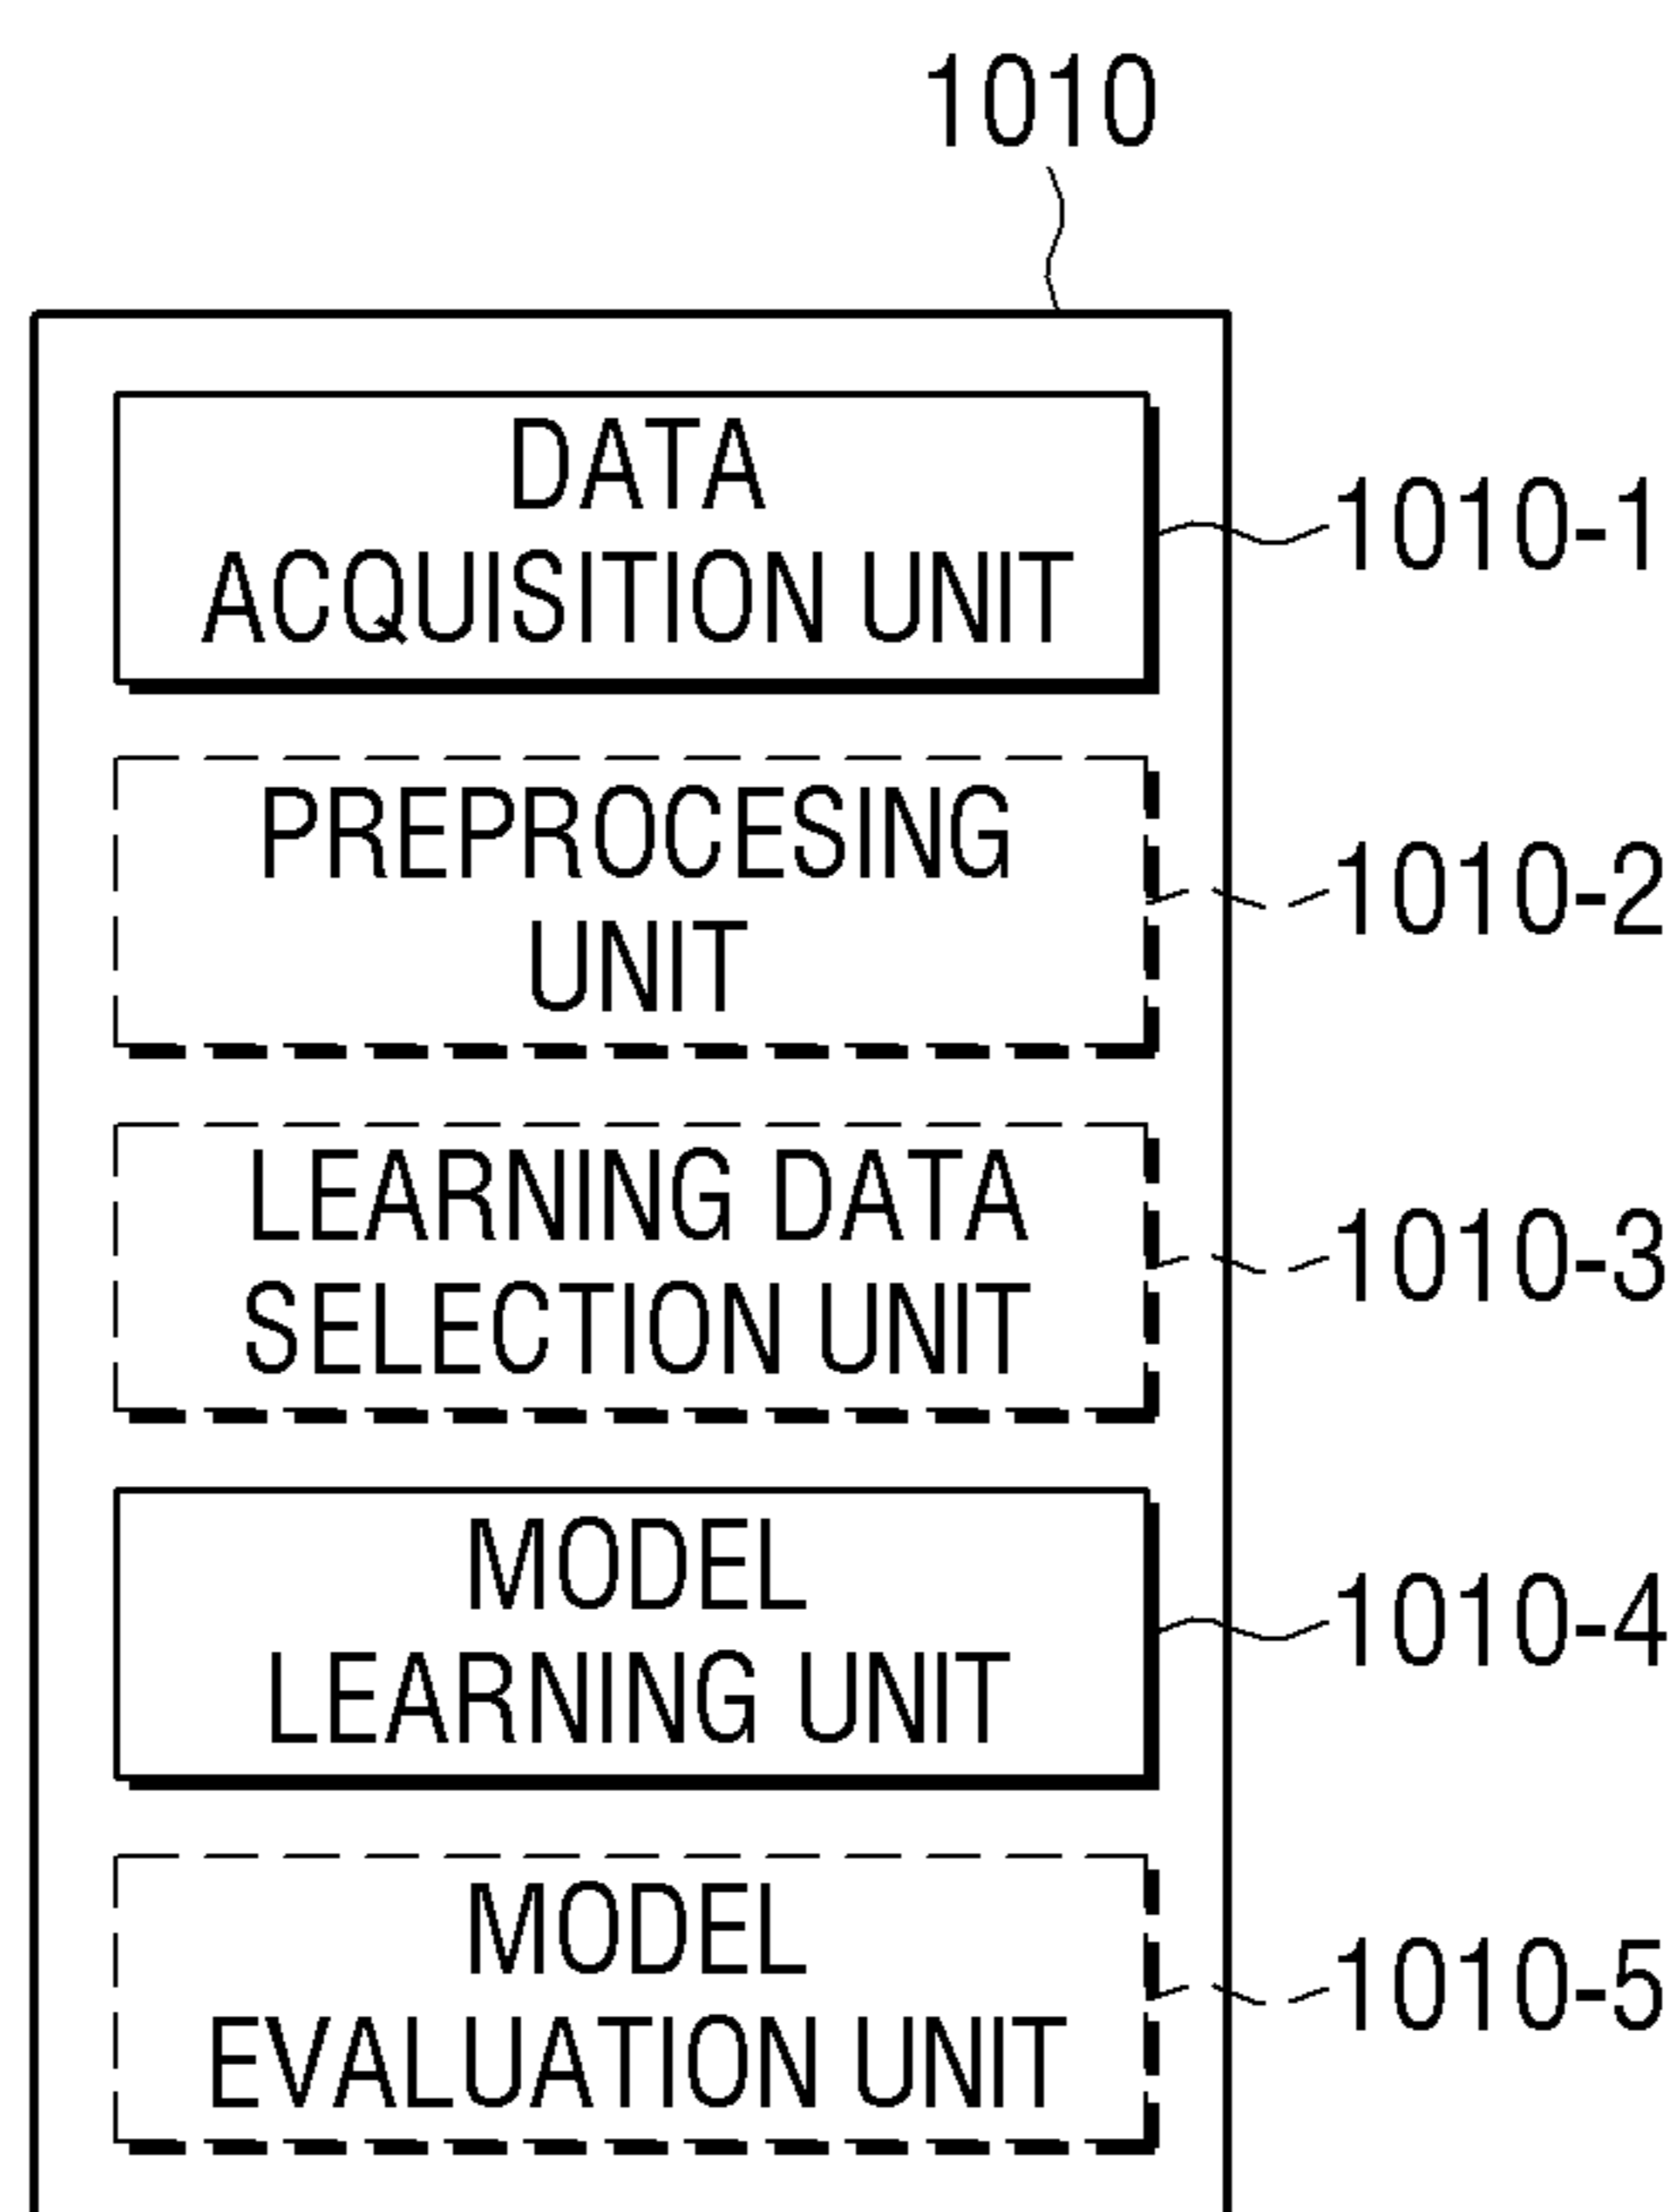 1010
DATA
ACQUISITION UNIT
1010-1
PREPROCESING
UNIT
1010-2
LEARNING DATA
SELECTION UNIT
1010-3
MODEL
LEARNING UNIT
1010-4
MODEL
EVALUATION UNIT
1010-5